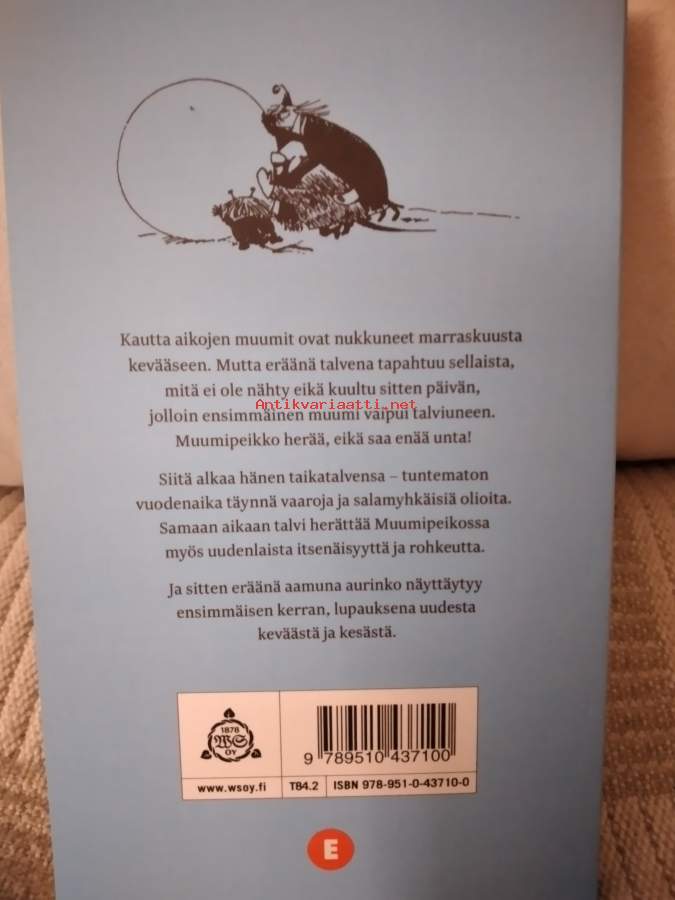 Kautta aikojen muumit ovat nukkuneet marraskuusta
kevääseen. Mutta eräänä talvena tapahtuu sellaista,
mitä ei ole nähty eikä kuultu sitten päivän,
Antikvariaatti.net
jolloin ensimmäinen muumi vaipui talviuneen.
Muumipeikko herää, eikä saa enää unta!
Siitä alkaa hänen taikatalvensa – tuntematon
vuodenaika täynnä vaaroja ja salamyhkäisiä olioita.
Samaan aikaan talvi herättää Muumipeikossa
myös uudenlaista itsenäisyyttä ja rohkeutta.
Ja sitten eräänä aamuna aurinko näyttäytyy
ensimmäisen kerran, lupauksena uudesta
keväästä ja kesästä.
1878
WS
OY
9 789510 437100
www.wsoy.fi
T84.2
ISBN 978-951-0-43710-0
E